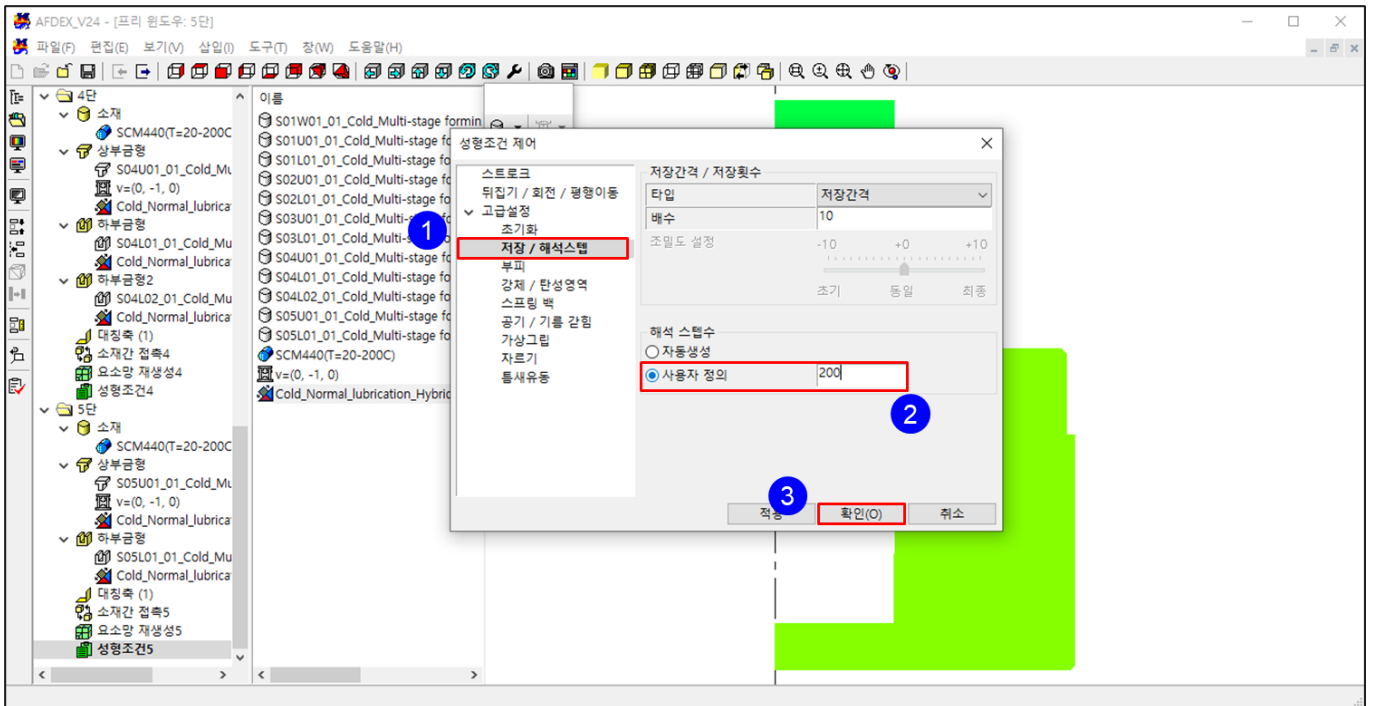 AFDEX_V24 - [프리 윈도우: 5단]
파일(F) 편집(E) 보기(V) 삽입(I) 도구(T) 창(W) 도움말(H)
4단
소재
SCM440(T=20-200C
상부금형
S04U01_01_Cold_Mu
v=(0, -1, 0)
Cold_Normal_lubrica
하부금형
S04L01_01_Cold_Mu
Cold_Normal_lubrica
하부금형2
S04L02_01_Cold_Mu
Cold_Normal_lubrica
대칭축 (1)
소재간 접촉4
요소망 재생성4
성형조건4
5단
소재
SCM440(T=20-200C
상부금형
S05U01_01_Cold_Mu
v=(0, -1, 0)
Cold_Normal_lubrica
하부금형
S05L01_01_Cold_Mu
Cold_Normal_lubrica
대칭축 (1)
소재간 접촉5
요소망 재생성5
성형조건5
이름
S01W01_01_Cold_Multi-stage formin
S01U01_01_Cold_Multi-stage fo
S01L01_01_Cold_Multi-stage fo
S02U01_01_Cold_Multi-stage fo
S02L01_01_Cold_Multi-stage fo
S03U01_01_Cold_Multi-
S03L01_01_Cold_Multi-
S04U01_01_Cold_Multi-stage fo
S04L01_01_Cold_Multi-stage fo
S04L02_01_Cold_Multi-stage fo
S05U01_01_Cold_Multi-stage fo
S05L01_01_Cold_Multi-stage fo
SCM440(T=20-200C)
v=(0, -1, 0)
Cold_Normal_lubrication_Hybric
성형조건 제어
스트로크
뒤집기 / 회전 / 평행이동
고급설정
초기화
1
저장 / 해석스텝
부피
강체 / 탄성영역
스프링 백
공기 / 기름 갇힘
가상그립
자르기
틈새유동
저장간격 / 저장횟수
타입 저장간격
배수 10
조밀도 설정 -10 +0 +10
초기 동일 최종
해석 스텝수
자동생성
사용자 정의 200
2
3
적용 확인(O) 취소